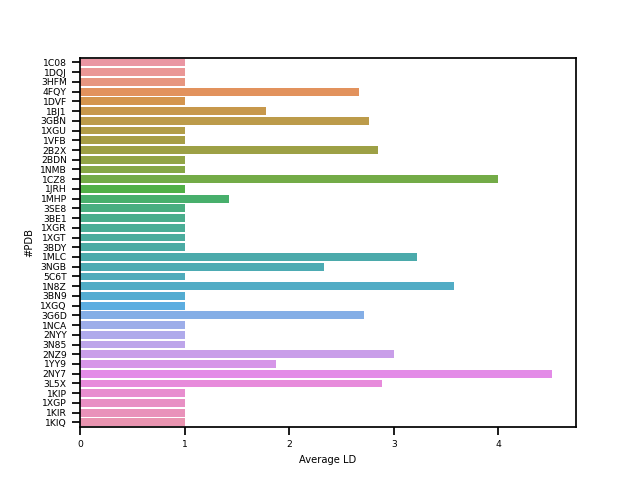 1C08
1DQJ
3HFM
4FQY
1DVF
1BJ1
3GBN
1XGU
1VFB
2B2X
2BDN
1NMB
1CZ8
1JRH
1MHP
3SE8
3BE1
1XGR
1XGT
3BDY
1MLC
3NGB
5C6T
1N8Z
3BN9
1XGQ
3G6D
1NCA
2NYY
3N85
2NZ9
1YY9
2NY7
3L5X
1KIP
1XGP
1KIR
1KIQ
#PDB
0 1 2 3 4
Average LD